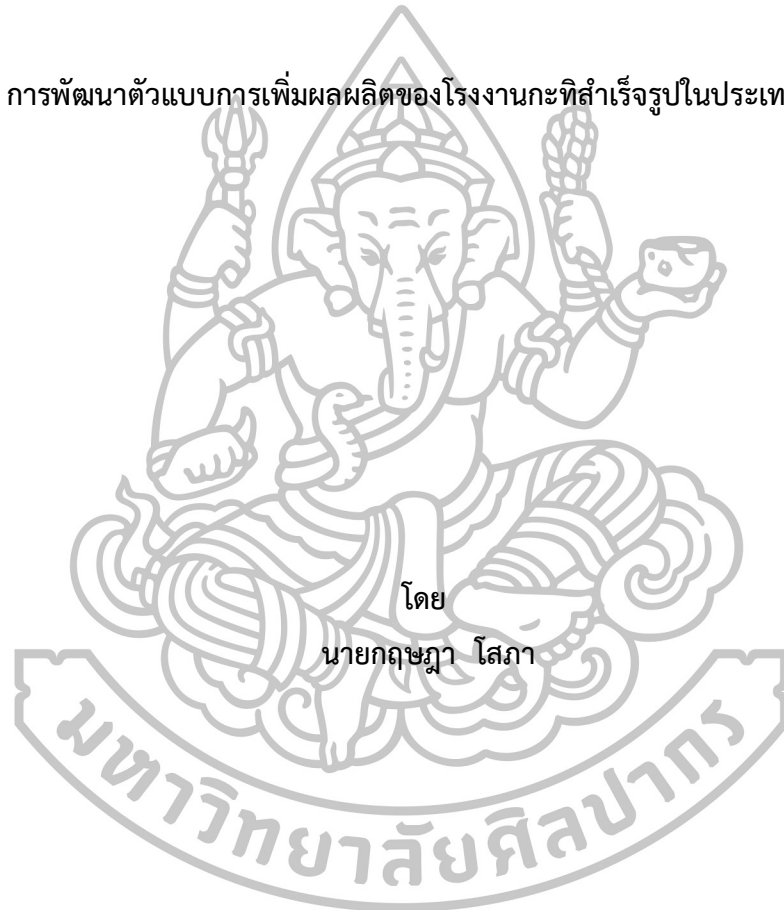 การพัฒนาตัวแบบการเพิ่มผลผลิตของโรงงานกะทิสำเร็จรูปในประเท
โดย
นายกฤษฎา โสภา
มหาวิทยาลัยศิลปากร